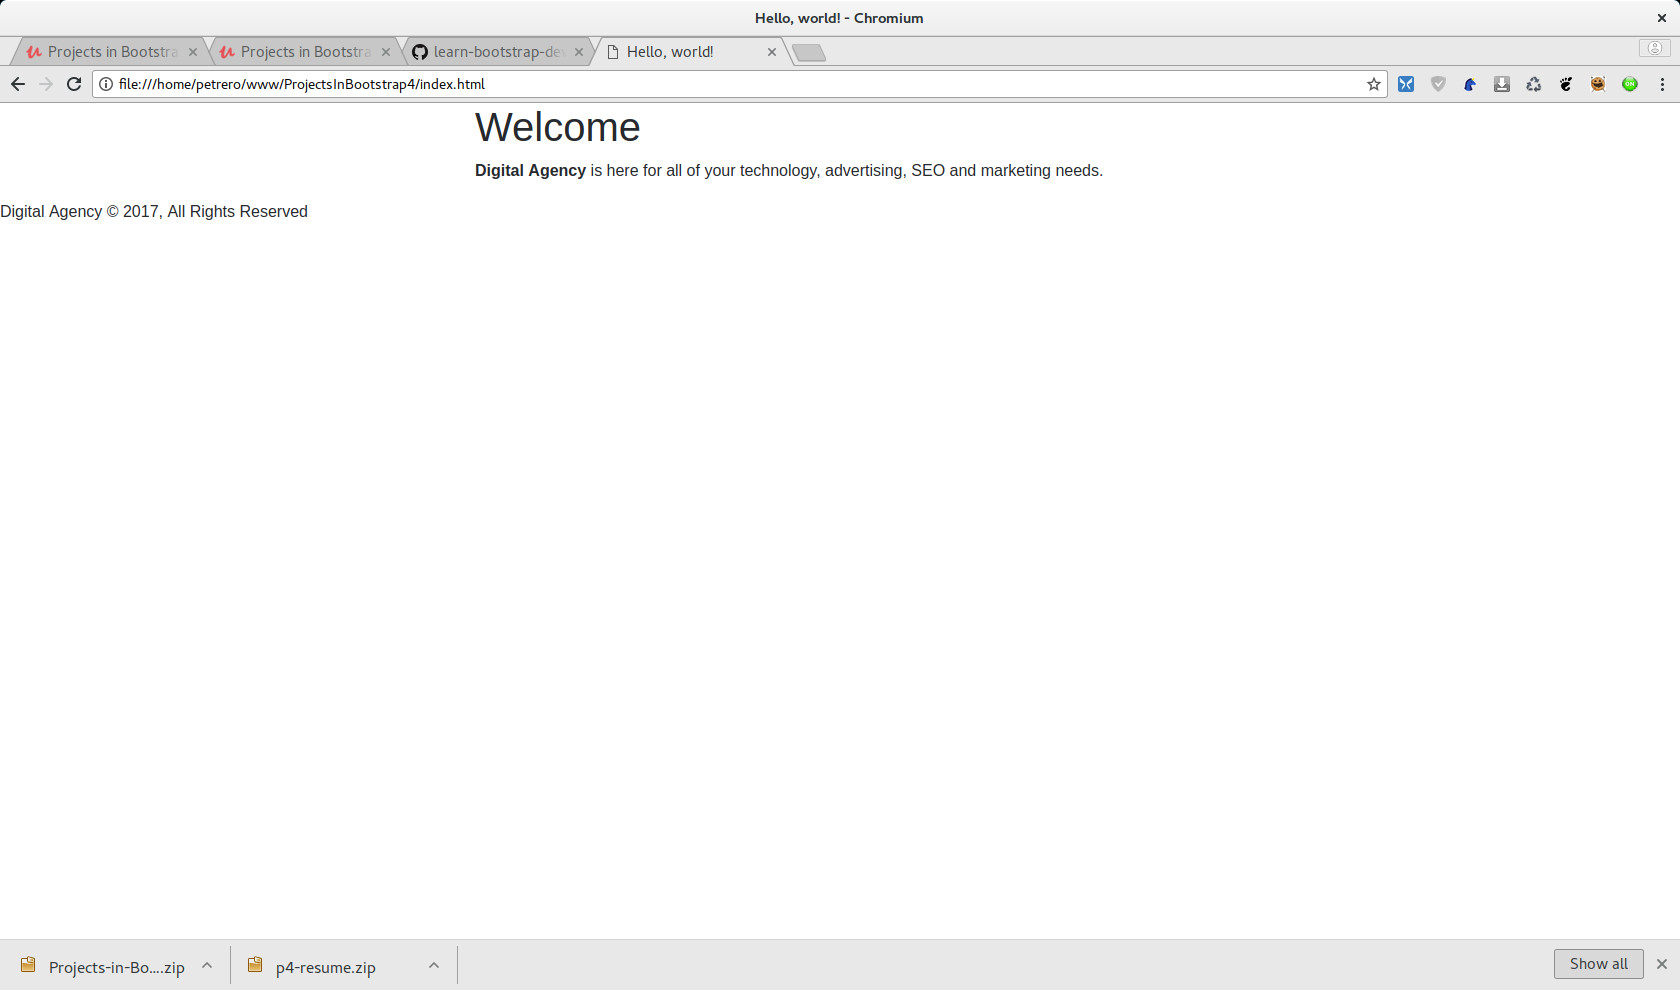 Hello, world! - Chromium
Projects in Bootstra
Projects in Bootstra
learn-bootstrap-de
Hello, world!
file:///home/petrero/www/ProjectsInBootstrap4/index.html
Welcome
Digital Agency is here for all of your technology, advertising, SEO and marketing needs.
Digital Agency © 2017, All Rights Reserved
Projects-in-Bo....zip
p4-resume.zip
Show all